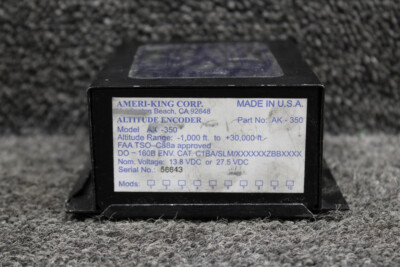 AMERI-KING CORP. MADE IN U.S.A.
Beach, CA 92648
ALTITUDE ENCODER Part No: AK - 350
Model AK -350
Altitude Range: -1,000 ft. to +30,000 ft.
FAA TSO-C88a approved
DO - 160B ENV. CAT. C1BA/SLM/XXXXXXZBBXXXX
Nom. Voltage: 13.8 VDC or 27.5 VDC
Serial No.: 56643
Mods: